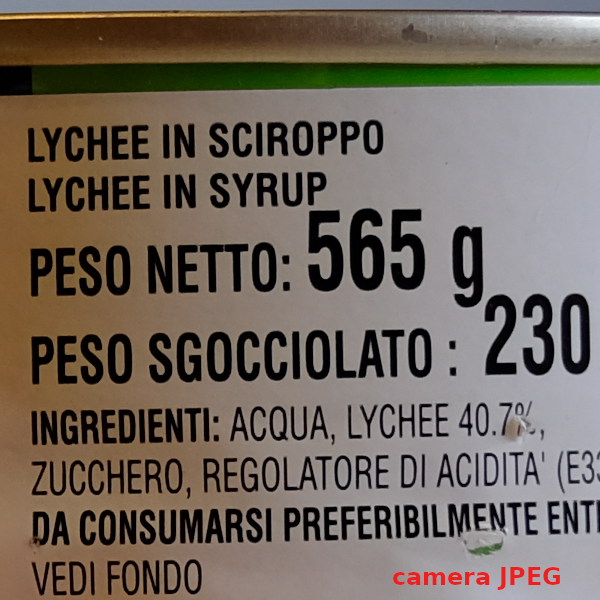 LYCHEE IN SCIROPPO
LYCHEE IN SYRUP
PESO NETTO: 565 g
PESO SGOCCIOLATO : 230
INGREDIENTI: ACQUA, LYCHEE 40.7%,
ZUCCHERO, REGOLATORE DI ACIDITA' (E33
DA CONSUMARSI PREFERIBILMENTE ENT
VEDI FONDO
camera JPEG